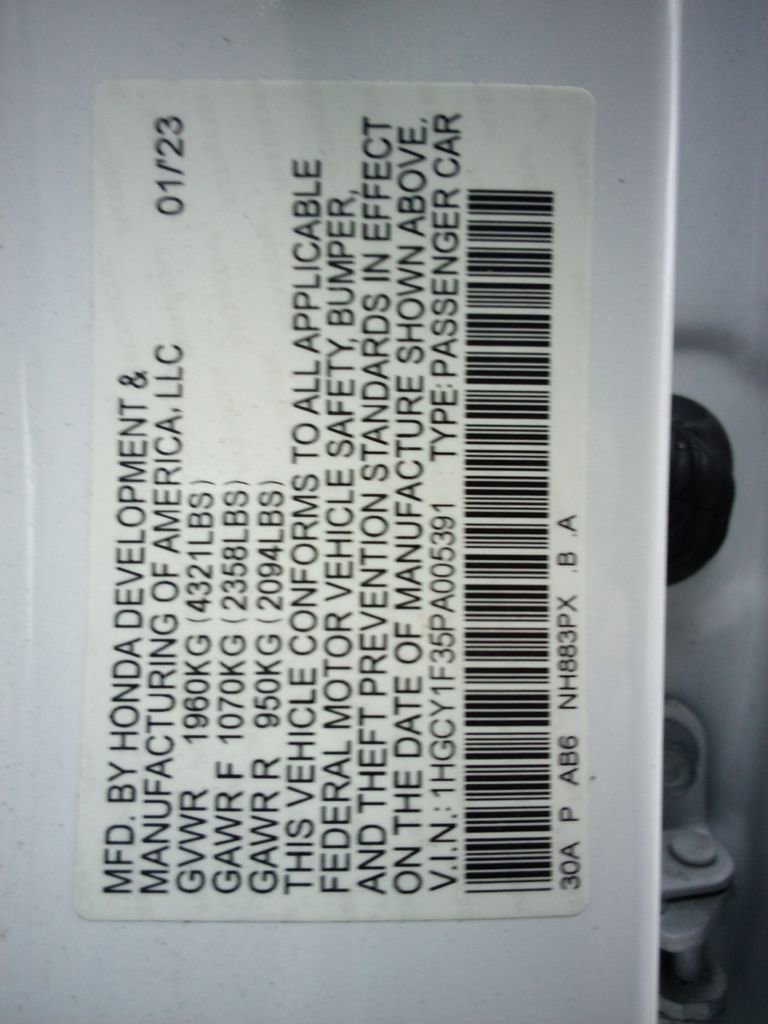 MFD. BY HONDA DEVELOPMENT &
MANUFACTURING OF AMERICA, LLC 01/'23
GVWR 1960KG (4321LBS)
GAWR F 1070KG (2358LBS)
GAWR R 950KG (2094LBS)
THIS VEHICLE CONFORMS TO ALL APPLICABLE
FEDERAL MOTOR VEHICLE SAFETY, BUMPER,
AND THEFT PREVENTION STANDARDS IN EFFECT
ON THE DATE OF MANUFACTURE SHOWN ABOVE.
V.I.N.: 1HGCY1F35PA005391 TYPE: PASSENGER CAR
30A P AB6 NH883PX .B .A